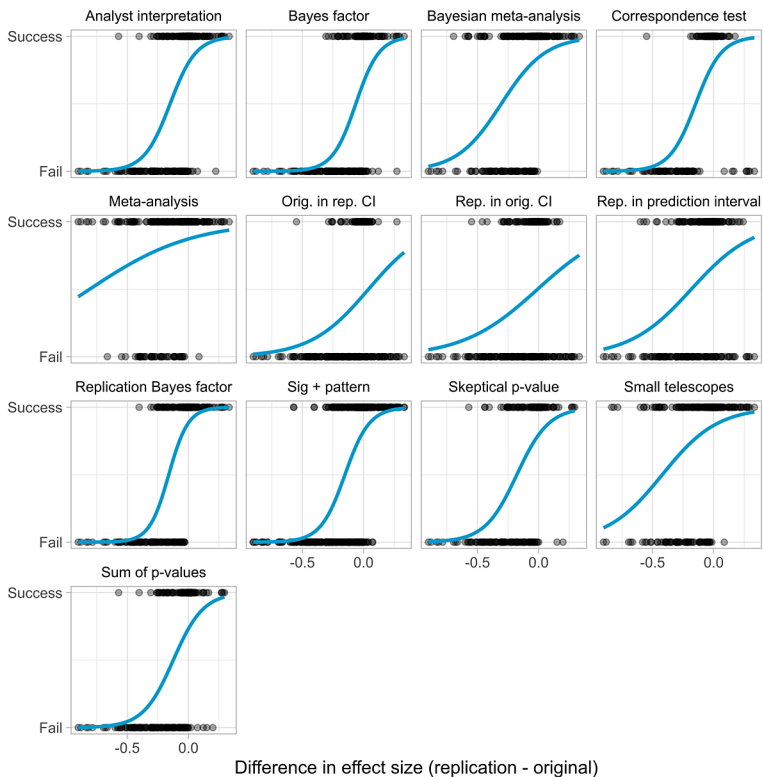 Analyst interpretation
Bayes factor
Bayesian meta-analysis
Correspondence test
Success
Fail
Meta-analysis
Orig. in rep. CI
Rep. in orig. CI
Rep. in prediction interval
Success
Fail
Replication Bayes factor
Sig + pattern
Skeptical p-value
Small telescopes
Success
Fail
-0.5 0.0
-0.5 0.0
-0.5 0.0
Sum of p-values
Success
Fail
-0.5 0.0
Difference in effect size (replication - original)